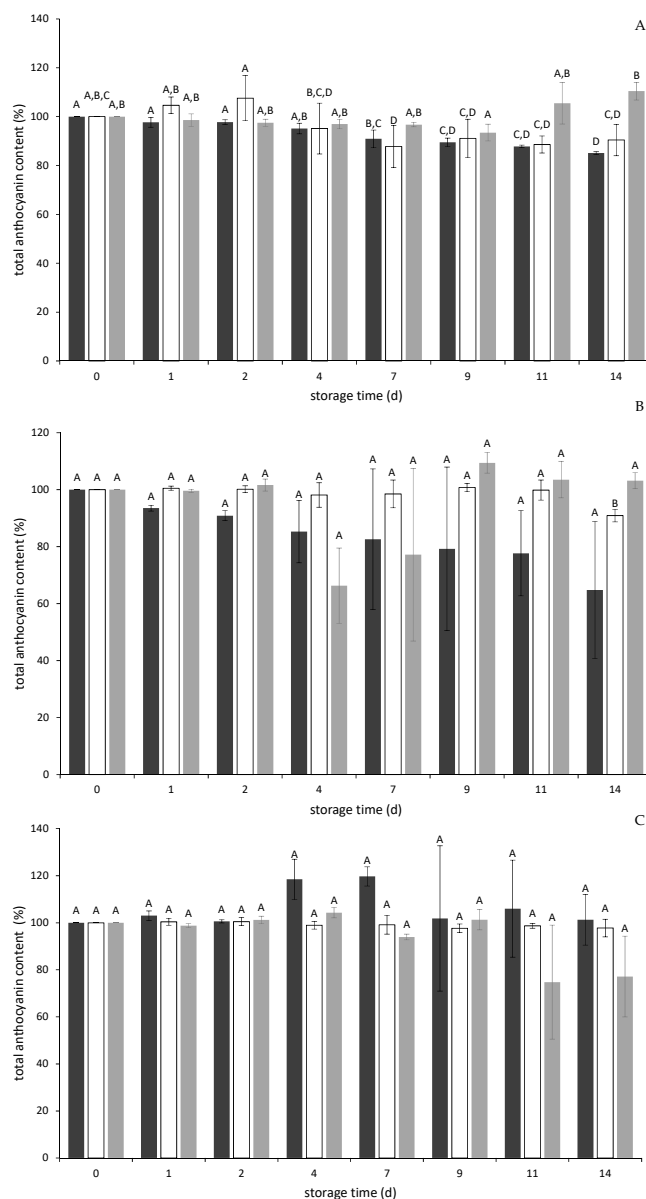 A
140
120
100
80
60
40
20
0
total anthocyanin content (%)
A A,B,C A,B
A A,B A,B
A A A,B
A B,C,D A,B
B,C D A,B
C,D C,D A
C,D C,D A,B
D C,D B
0 1 2 4 7 9 11 14
storage time (d)
B
120
100
80
60
40
20
0
total anthocyanin content (%)
A A A
A A A
A A A
A A A
A A A
A A A
A A A
A B A
0 1 2 4 7 9 11 14
storage time (d)
C
140
120
100
80
60
40
20
0
total anthocyanin content (%)
A A A
A A A
A A A
A A A
A A A
A A A
A A A
A A A
0 1 2 4 7 9 11 14
storage time (d)